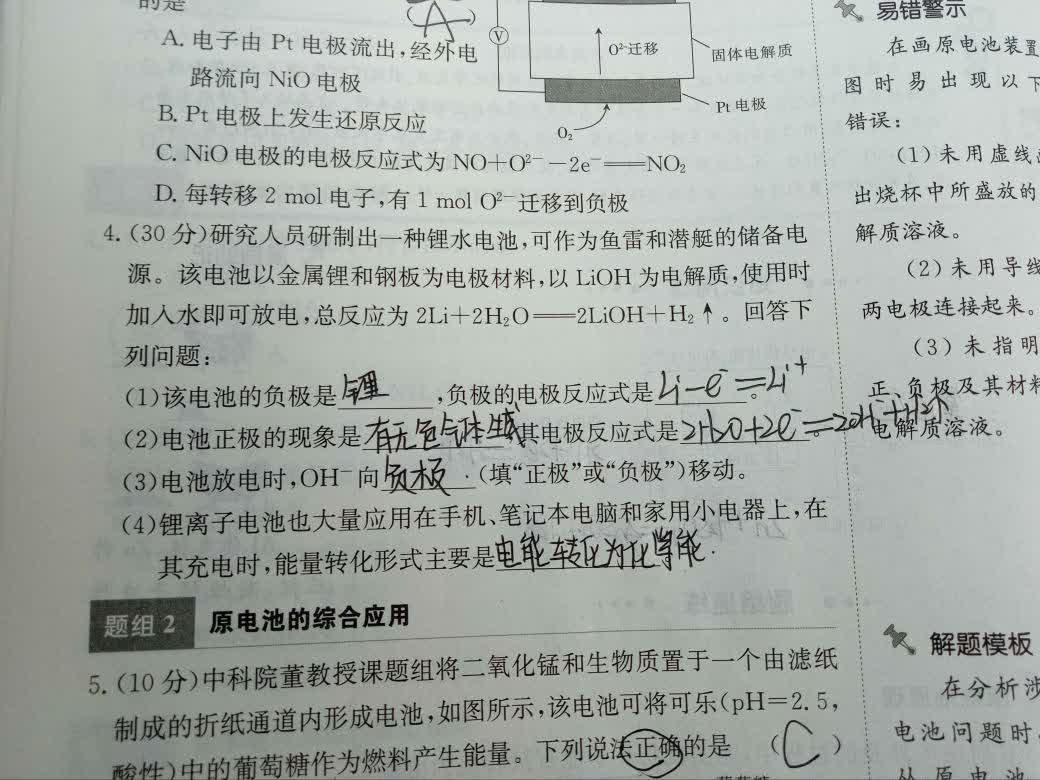 的是
A. 电子由 Pt 电极流出,经外电
路流向 NiO 电极
B. Pt 电极上发生还原反应
C. NiO 电极的电极反应式为 NO+O²⁻-2e⁻══NO₂
D. 每转移 2 mol 电子,有 1 mol O²⁻ 迁移到负极
V
O²⁻迁移
固体电解质
Pt 电极
O₂
4. (30 分)研究人员研制出一种锂水电池,可作为鱼雷和潜艇的储备电
源。该电池以金属锂和钢板为电极材料,以 LiOH 为电解质,使用时
加入水即可放电,总反应为 2Li+2H₂O══2LiOH+H₂↑。回答下
列问题:
(1)该电池的负极是锂,负极的电极反应式是Li-e⁻=Li⁺。
(2)电池正极的现象是有无色气体生成,其电极反应式是2H₂O+2e⁻=2OH⁻+H₂↑。
(3)电池放电时,OH⁻向负极(填“正极”或“负极”)移动。
(4)锂离子电池也大量应用在手机、笔记本电脑和家用小电器上,在
其充电时,能量转化形式主要是电能转化为化学能.
题组 2 原电池的综合应用
5. (10 分)中科院董教授课题组将二氧化锰和生物质置于一个由滤纸
制成的折纸通道内形成电池,如图所示,该电池可将可乐(pH=2.5,
酸性)中的葡萄糖作为燃料产生能量。下列说法正确的是 (C)
易错警示
在画原电池装置
图时易出现以下
错误:
(1)未用虚线
出烧杯中所盛放的
解质溶液。
(2)未用导线
两电极连接起来。
(3)未指明
正、负极及其材料
电解质溶液。
解题模板
在分析涉
电池问题时,
从原电池